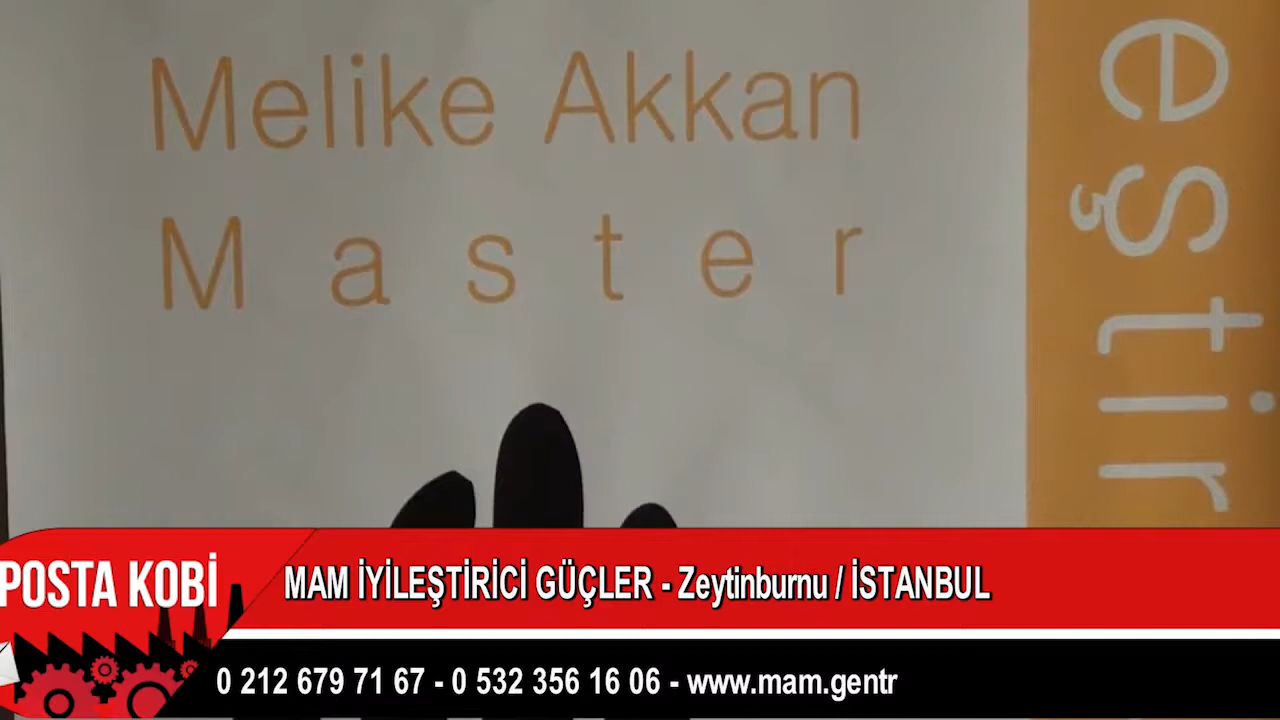 Melike Akkan
Master
eştir
POSTA KOBİ
MAM İYİLEŞTİRİCİ GÜÇLER - Zeytinburnu / İSTANBUL
0 212 679 71 67 - 0 532 356 16 06 - www.mam.gentr